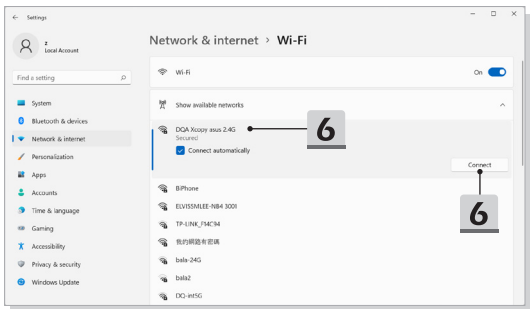 Settings
z
Local Account
Find a setting
System
Bluetooth & devices
Network & internet
Personalization
Apps
Accounts
Time & language
Gaming
Accessibility
Privacy & security
Windows Update
Network & internet > Wi-Fi
Wi-Fi
On
Show available networks
DQA Xcopy asus 2.4G
Secured
Connect automatically
6
Connect
6
BiPhone
ELVISSMLEE-NB4 3001
TP-LINK_F14C94
我的網路有密碼
bala-24G
bala2
DQ-int5G